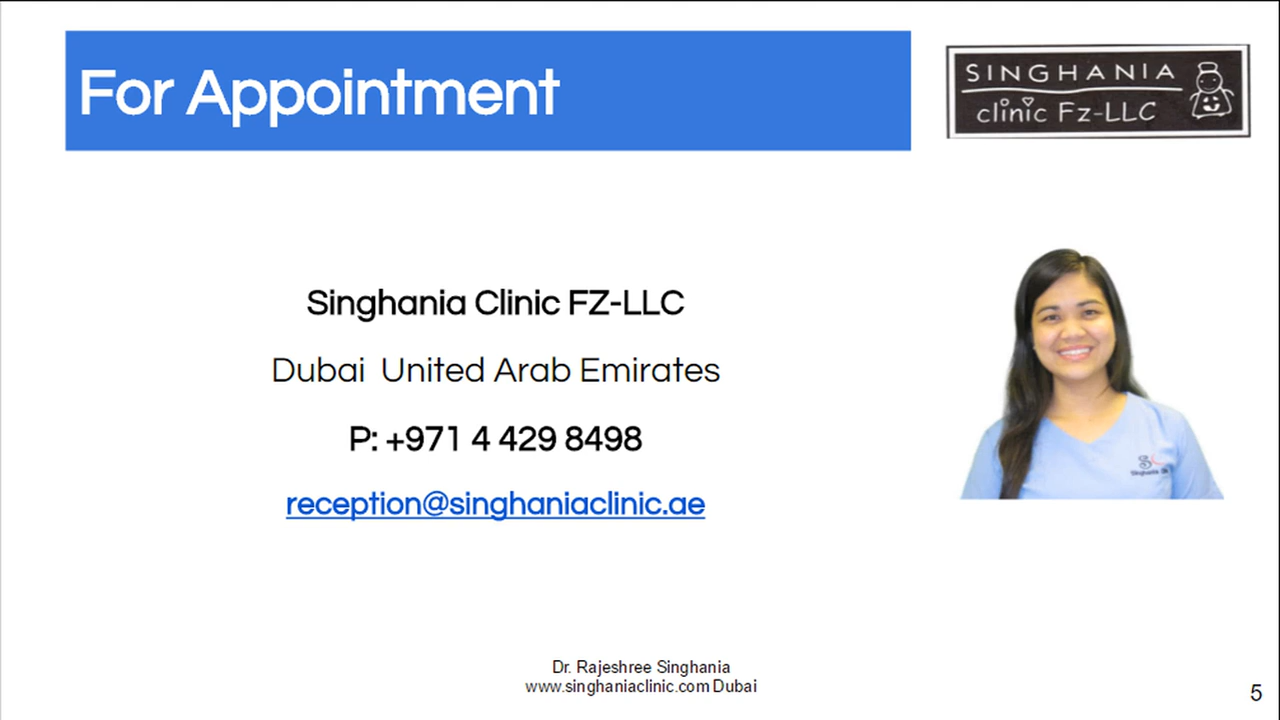 For Appointment
SINGHANIA
clinic Fz-LLC
Singhania Clinic FZ-LLC
Dubai  United Arab Emirates
P: +971 4 429 8498
reception@singhaniaclinic.ae
Dr. Rajeshree Singhania
www.singhaniaclinic.com Dubai
5